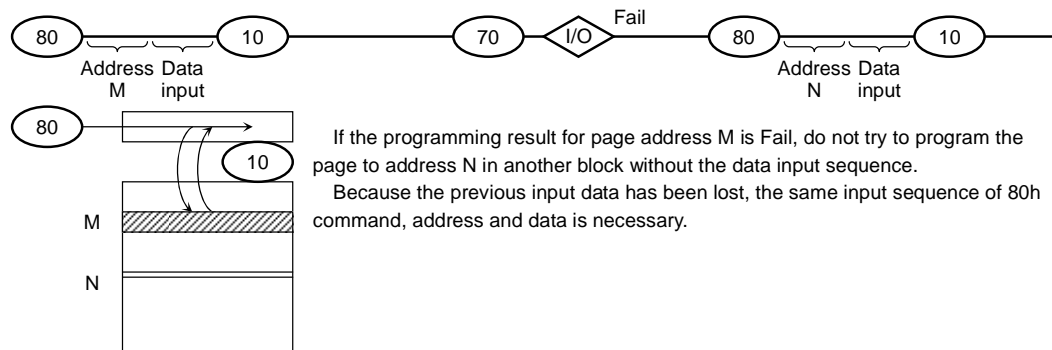 Fail
80 10 70 I/O 80 10
Address Data Address Data
M input N input
80
10
M
N
If the programming result for page address M is Fail, do not try to program the
page to address N in another block without the data input sequence.
Because the previous input data has been lost, the same input sequence of 80h
command, address and data is necessary.